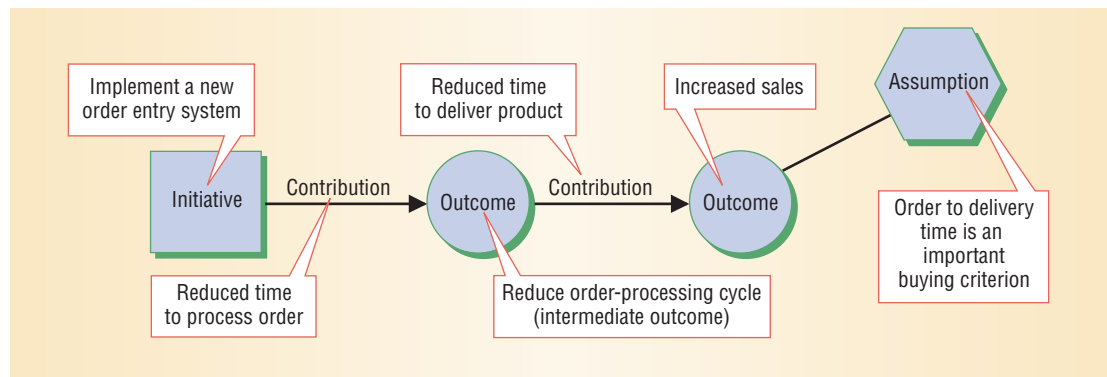 Implement a new
order entry system
Reduced time
to deliver product
Increased sales
Assumption
Initiative
Contribution
Outcome
Contribution
Outcome
Reduced time
to process order
Reduce order-processing cycle
(intermediate outcome)
Order to delivery
time is an
important
buying criterion